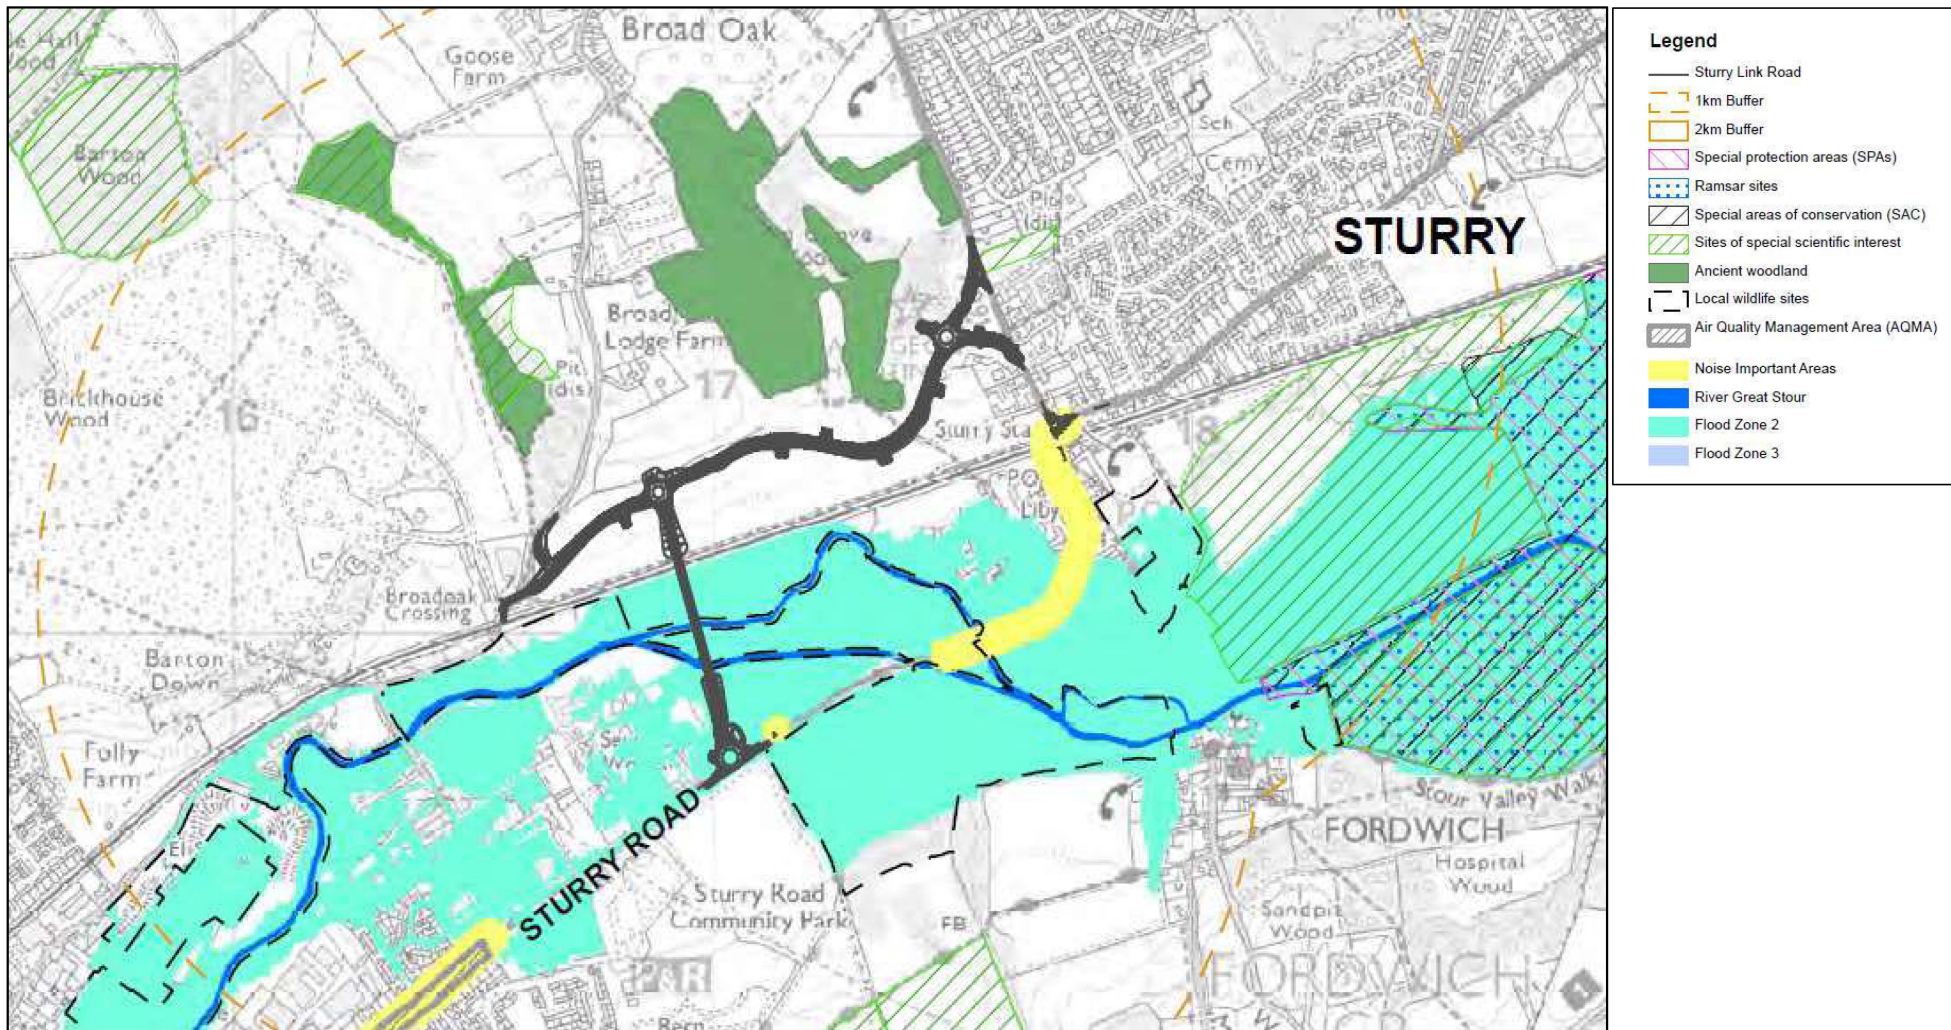 Broad Oak
Goose
Farm
Sch
Cemy
Barton
Wood
STURRY
Lodge Farm
17
Pit
(dis)
Brickhouse
Wood
16
18
Liby
Broadoak
Crossing
Barton
Down
Fully
Farm
STURRY ROAD
Sturry Road
Community Park
FB
Stour Valley Walk
FORDWICH
Hospital
Wood
Sandpit
Wood
FORDWICH
P&R
Legend
Sturry Link Road
1km Buffer
2km Buffer
Special protection areas (SPAs)
Ramsar sites
Special areas of conservation (SAC)
Sites of special scientific interest
Ancient woodland
Local wildlife sites
Air Quality Management Area (AQMA)
Noise Important Areas
River Great Stour
Flood Zone 2
Flood Zone 3